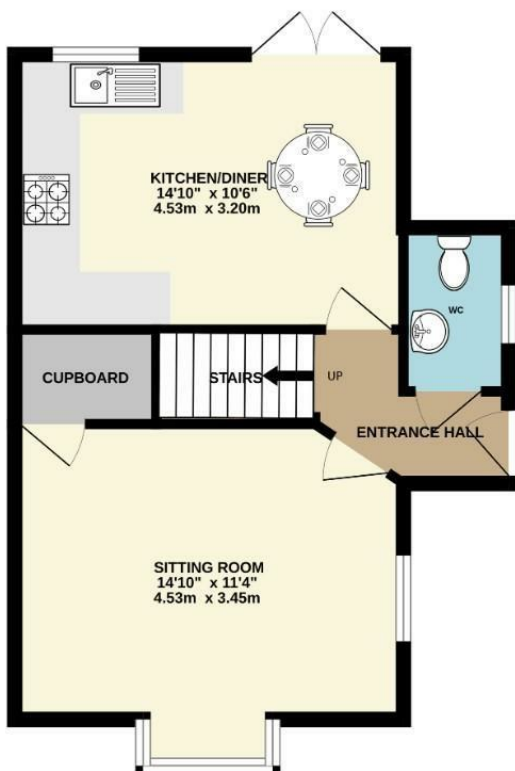 KITCHEN/DINER
14'10" x 10'6"
4.53m x 3.20m
WC
CUPBOARD
STAIRS
UP
ENTRANCE HALL
SITTING ROOM
14'10" x 11'4"
4.53m x 3.45m